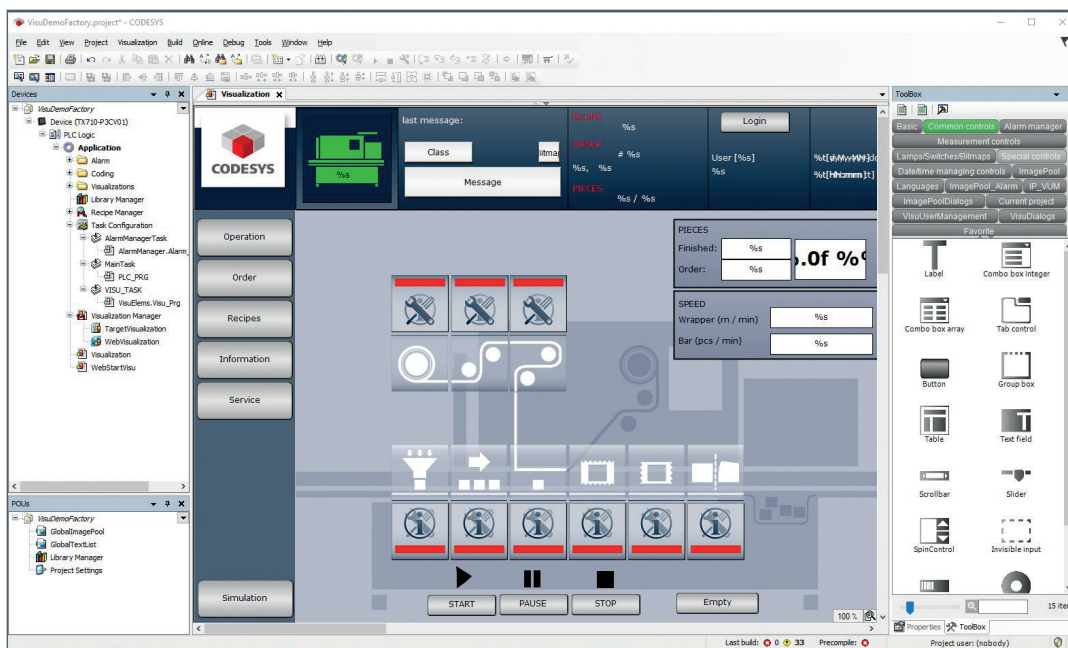 VisuDemoFactory.project* - CODESYS
File Edit View Project Visualization Build Online Debug Tools Window Help
Devices
VisuDemoFactory
Device (TX710-P3CV01)
PLC Logic
Application
Alarm
Coding
Visualizations
Library Manager
Recipe Manager
Task Configuration
AlarmManagerTask
AlarmManager.Alarm_
MainTask
PLC_PRG
VISU_TASK
VisuElems.Visu_Prg
Visualization Manager
TargetVisualization
WebVisualization
Visualization
WebStartVisu
POUs
VisuDemoFactory
GlobalImagePool
GlobalTextList
Library Manager
Project Settings
Visualization
CODESYS
%s
last message:
Class
Message
%s
ORDER
# %s
%s, %s
PIECES
%s / %s
Login
User [%s]
%s
Operation
Order
Recipes
Information
Service
Simulation
PIECES
Finished: %s
Order: %s
%.0f %%
SPEED
Wrapper (m / min) %s
Bar (pcs / min) %s
START PAUSE STOP Empty
100 %
ToolBox
Basic Common controls Alarm manager
Measurement controls
Lamps/Switches/Bitmaps Special controls
Date/time managing controls ImagePool
Languages ImagePool_Alarm IP_VUM
ImagePoolDialogs Current project
VisuUserManagement VisuDialogs
Favorite
Label Combo box integer
Combo box array Tab control
Button Group box
Table Text field
Scrollbar Slider
SpinControl Invisible input
15 ite
Properties ToolBox
Last build: 0 33 Precompile: Project user: (nobody)